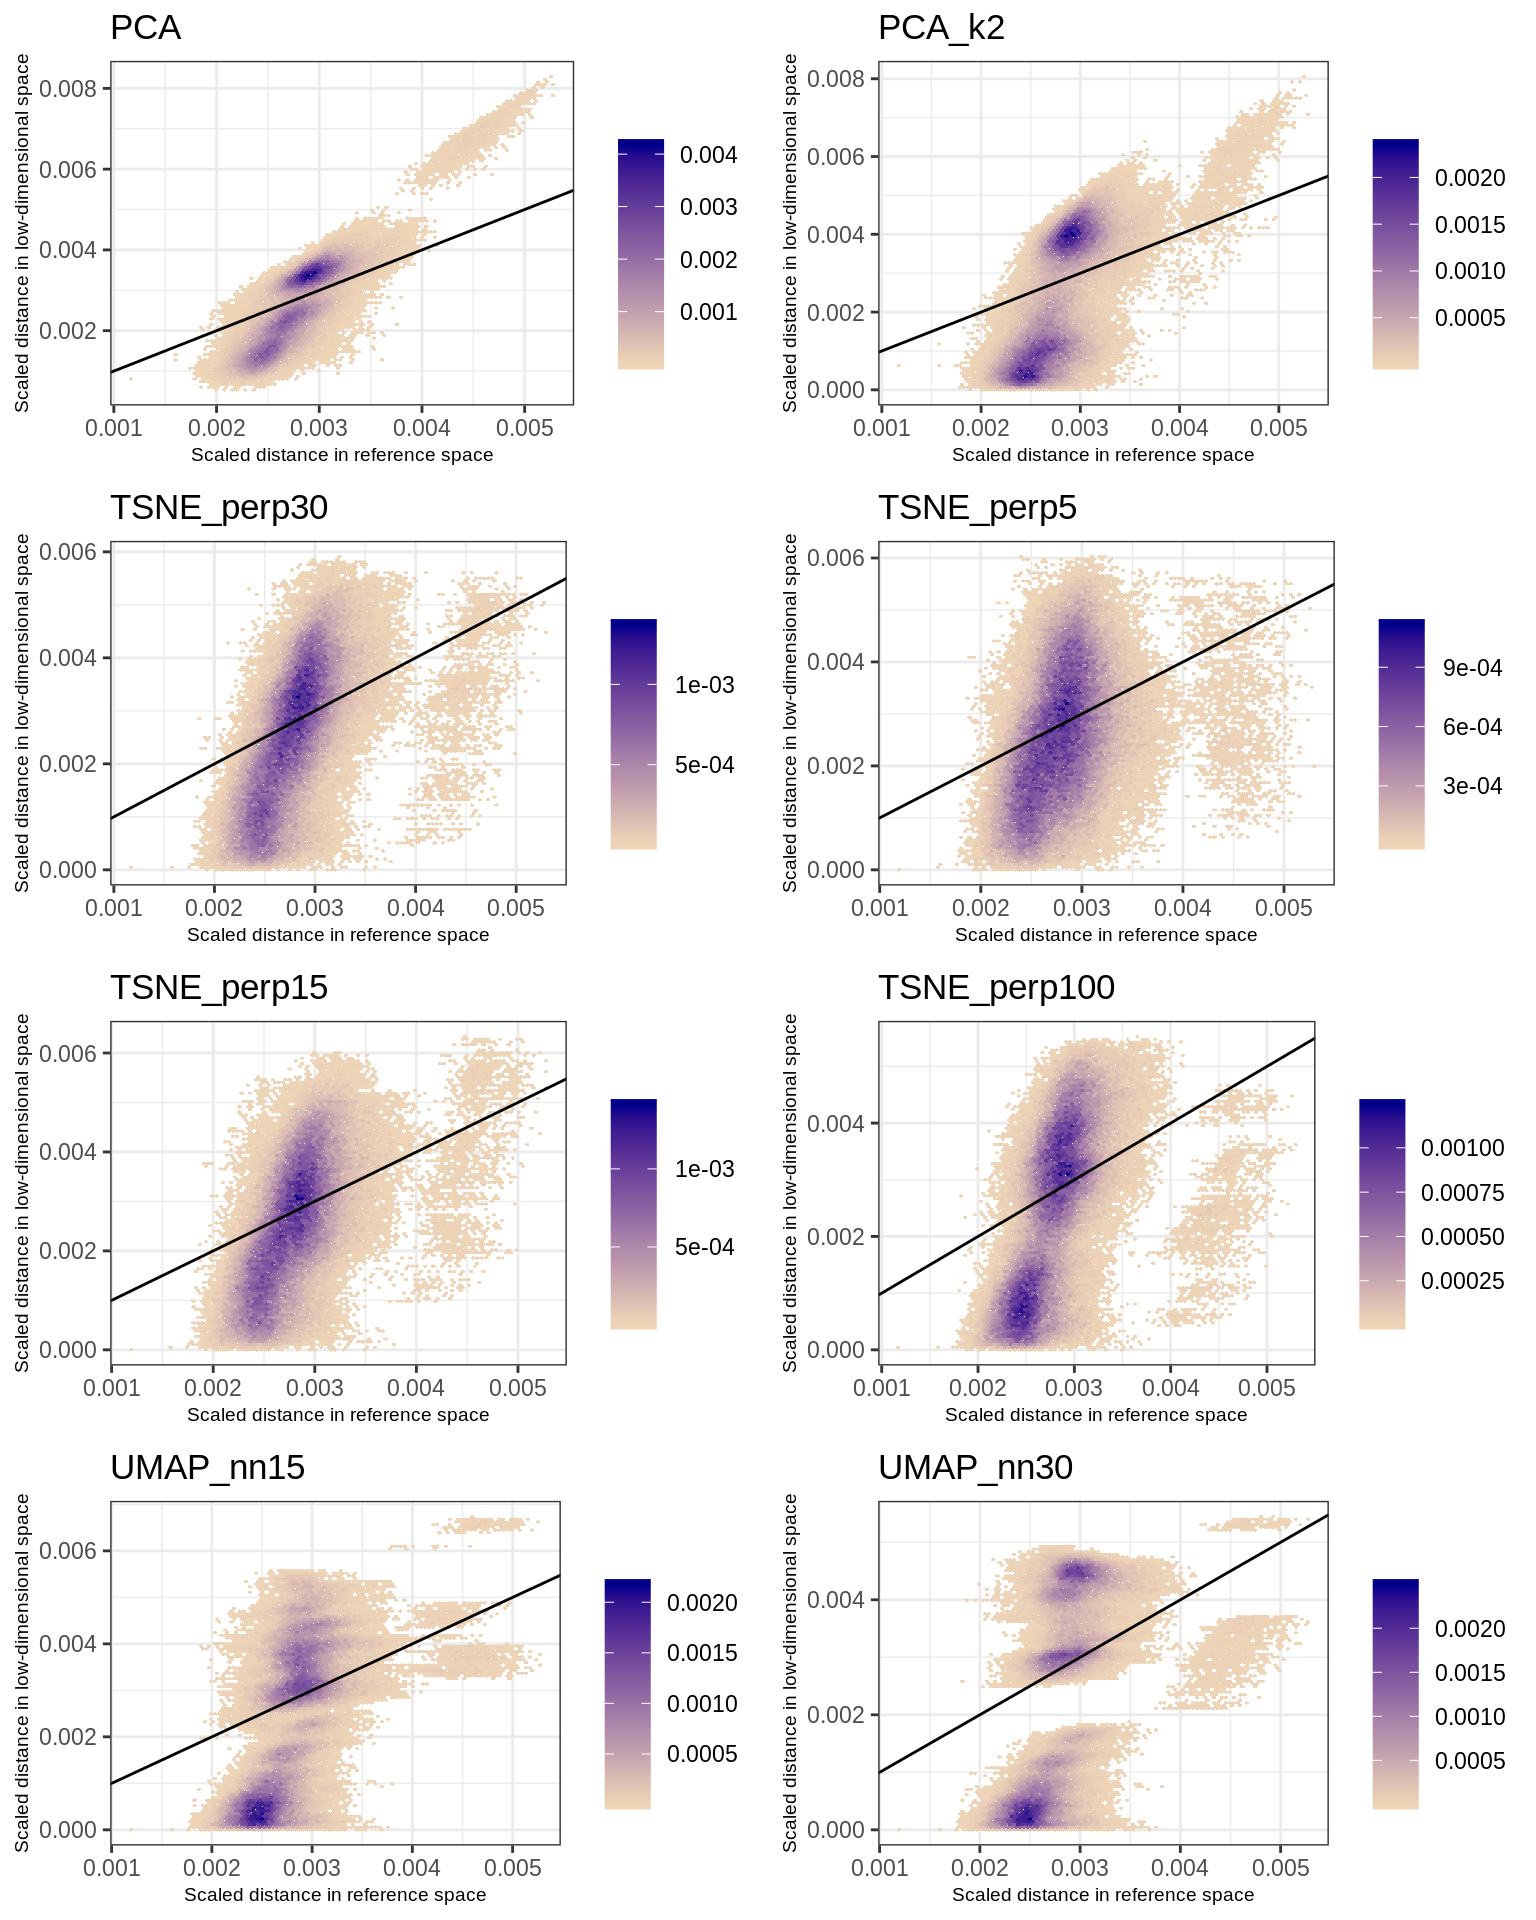 PCA
Scaled distance in low-dimensional space
0.008
0.006
0.004
0.002
0.001 0.002 0.003 0.004 0.005
Scaled distance in reference space
0.004
0.003
0.002
0.001
PCA_k2
Scaled distance in low-dimensional space
0.008
0.006
0.004
0.002
0.000
0.001 0.002 0.003 0.004 0.005
Scaled distance in reference space
0.0020
0.0015
0.0010
0.0005
TSNE_perp30
Scaled distance in low-dimensional space
0.006
0.004
0.002
0.000
0.001 0.002 0.003 0.004 0.005
Scaled distance in reference space
1e-03
5e-04
TSNE_perp5
Scaled distance in low-dimensional space
0.006
0.004
0.002
0.000
0.001 0.002 0.003 0.004 0.005
Scaled distance in reference space
9e-04
6e-04
3e-04
TSNE_perp15
Scaled distance in low-dimensional space
0.006
0.004
0.002
0.000
0.001 0.002 0.003 0.004 0.005
Scaled distance in reference space
1e-03
5e-04
TSNE_perp100
Scaled distance in low-dimensional space
0.004
0.002
0.000
0.001 0.002 0.003 0.004 0.005
Scaled distance in reference space
0.00100
0.00075
0.00050
0.00025
UMAP_nn15
Scaled distance in low-dimensional space
0.006
0.004
0.002
0.000
0.001 0.002 0.003 0.004 0.005
Scaled distance in reference space
0.0020
0.0015
0.0010
0.0005
UMAP_nn30
Scaled distance in low-dimensional space
0.004
0.002
0.000
0.001 0.002 0.003 0.004 0.005
Scaled distance in reference space
0.0020
0.0015
0.0010
0.0005